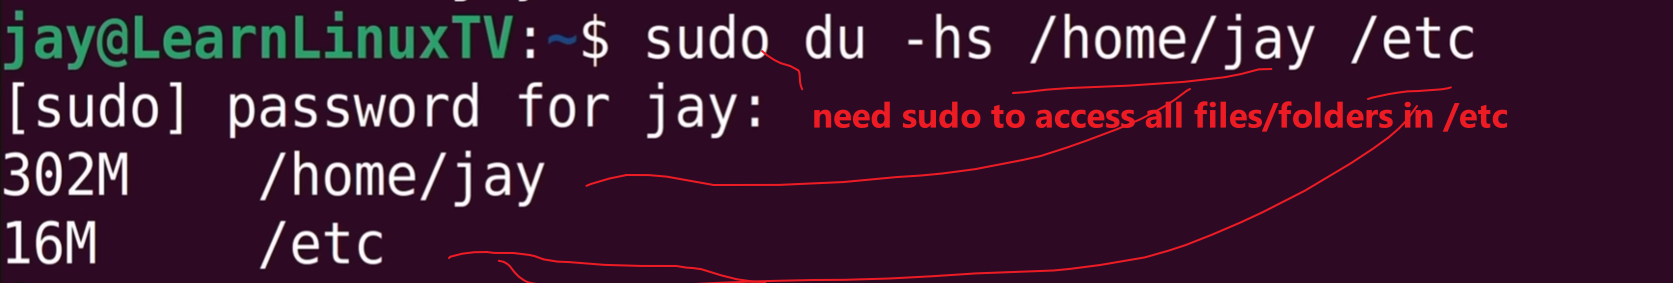 jay@LearnLinuxTV:~$ sudo du -hs /home/jay /etc
[sudo] password for jay:
need sudo to access all files/folders in /etc
302M /home/jay
16M /etc